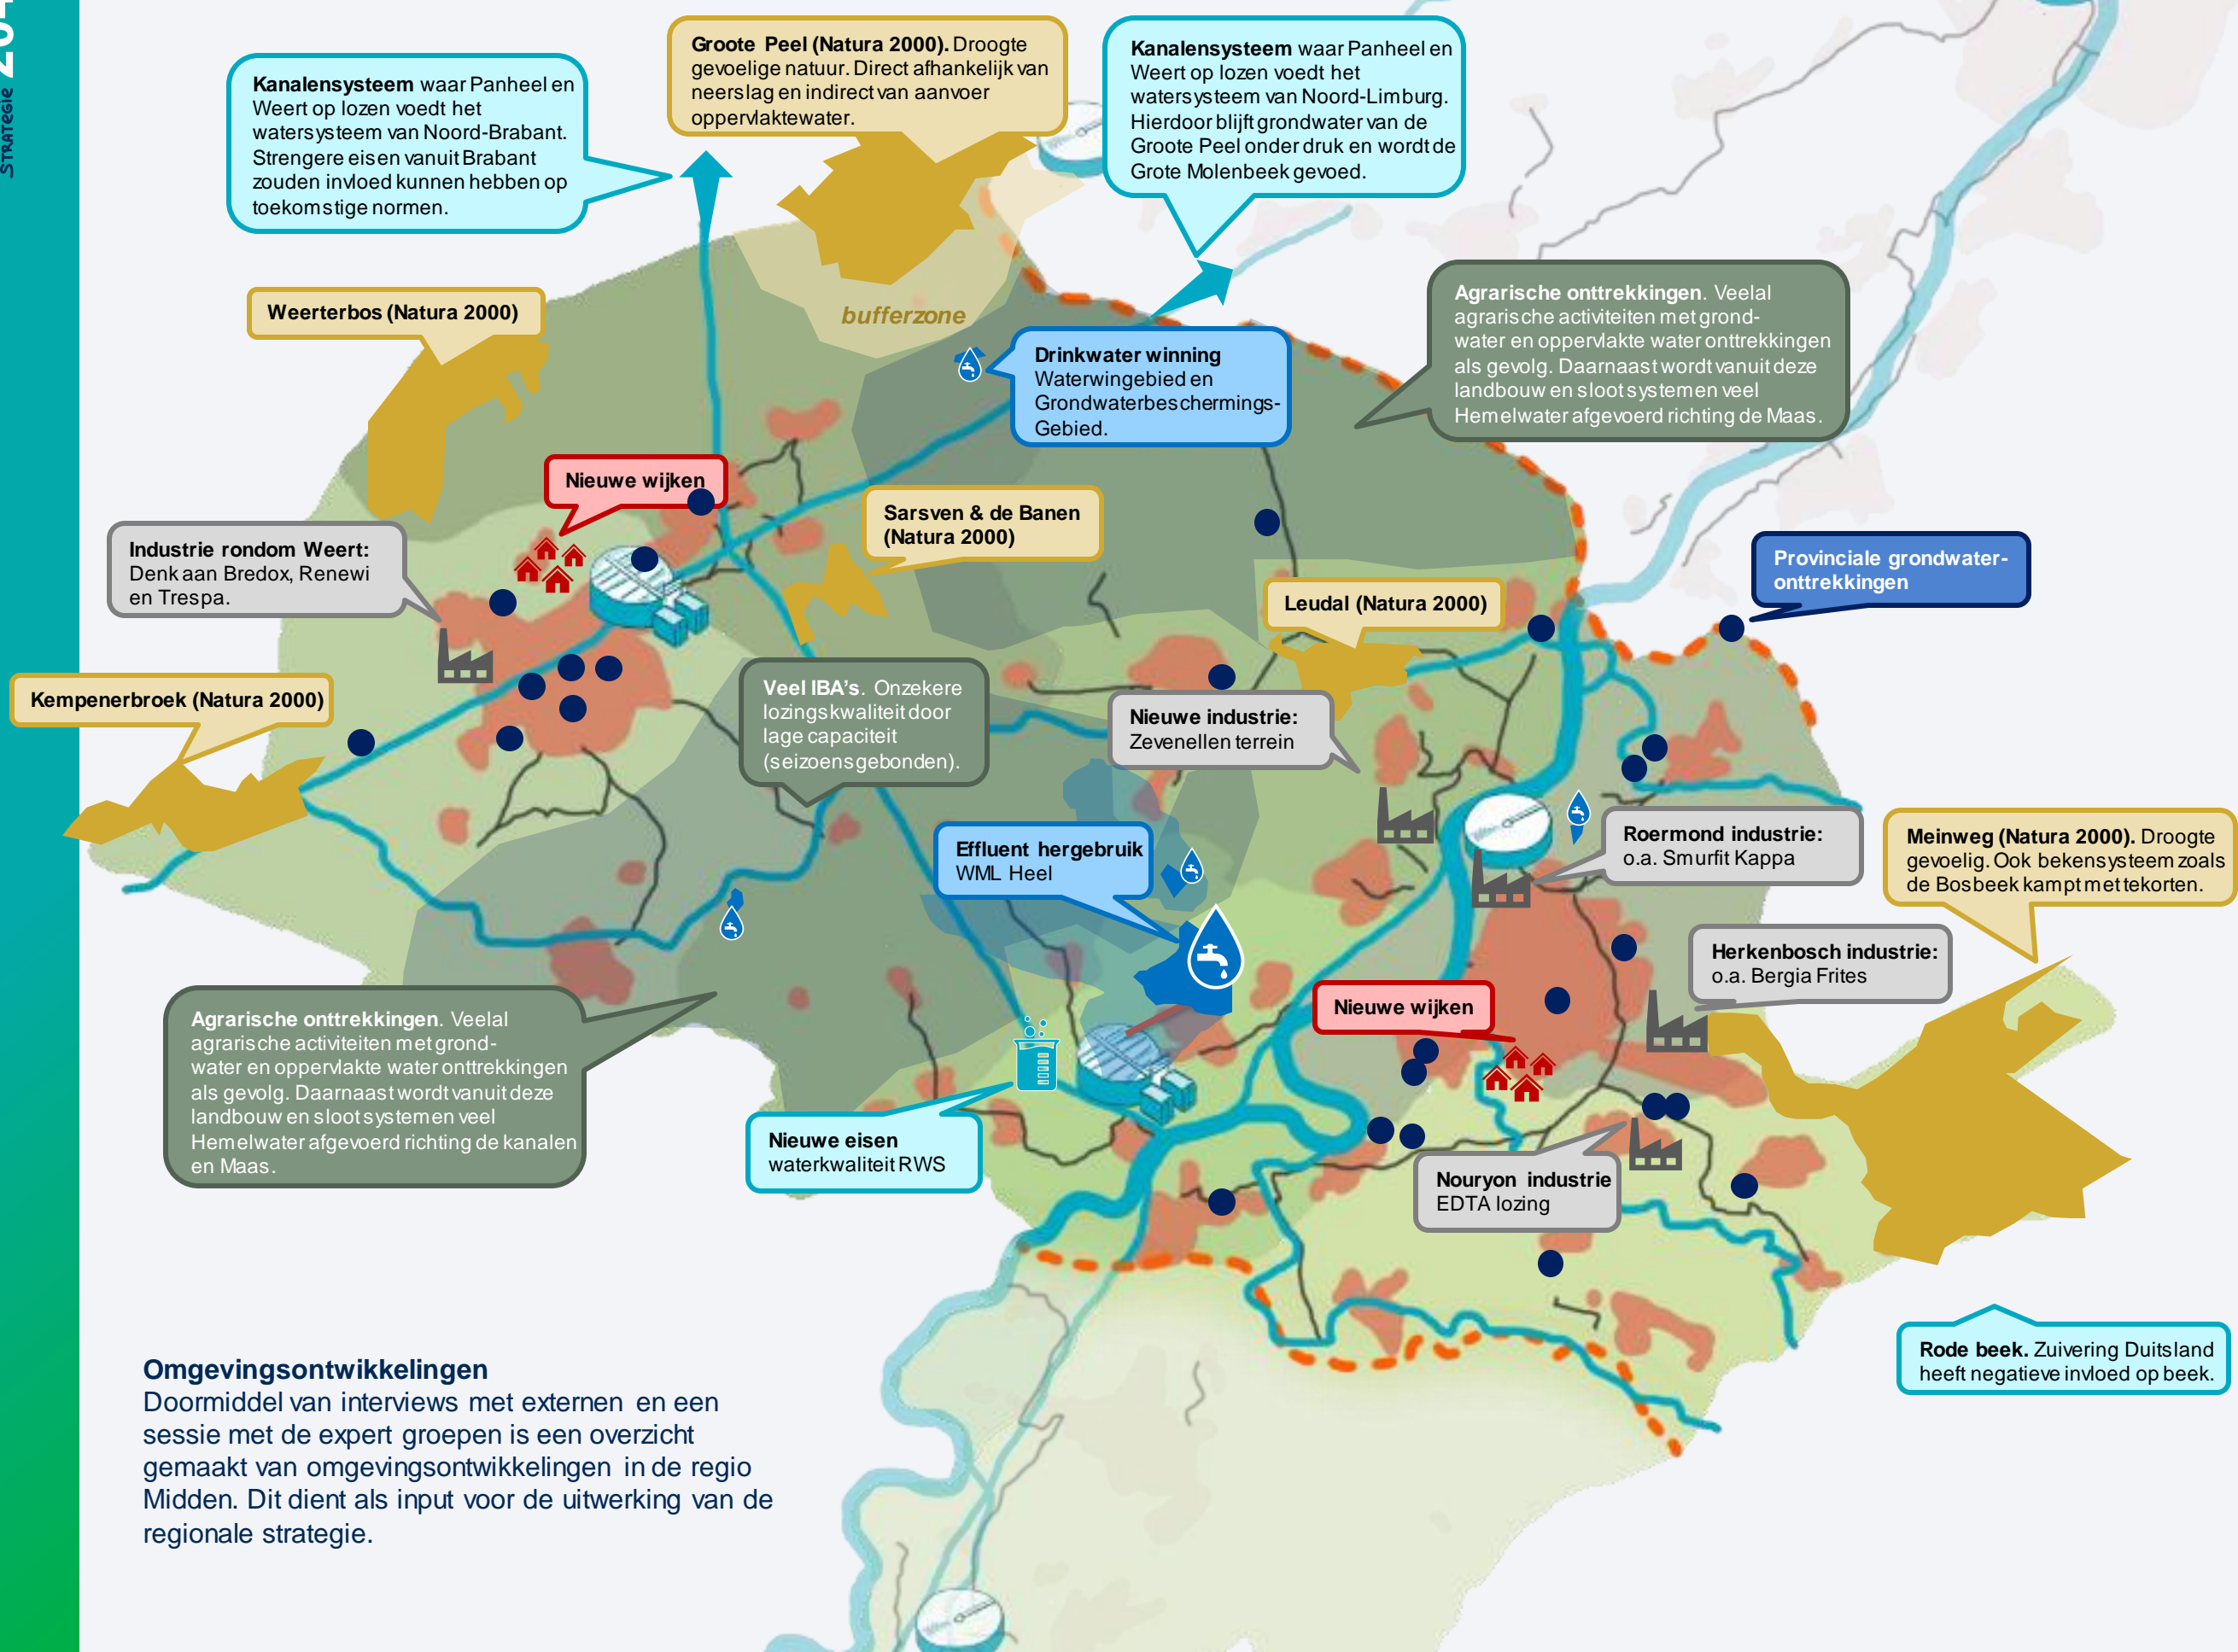 STRATEGIE
Kanalensysteem waar Panheel en
Weert op lozen voedt het
watersysteem van Noord-Brabant.
Strengere eisen vanuit Brabant
zouden invloed kunnen hebben op
toekomstige normen.
Groote Peel (Natura 2000). Droogte
gevoelige natuur. Direct afhankelijk van
neerslag en indirect van aanvoer
oppervlaktewater.
Kanalensysteem waar Panheel en
Weert op lozen voedt het
watersysteem van Noord-Limburg.
Hierdoor blijft grondwater van de
Groote Peel onder druk en wordt de
Grote Molenbeek gevoed.
Weerterbos (Natura 2000)
bufferzone
Drinkwater winning
Waterwingebied en
Grondwaterbeschermings-
Gebied.
Agrarische onttrekkingen. Veelal
agrarische activiteiten met grond-
water en oppervlakte water onttrekkingen
als gevolg. Daarnaast wordt vanuit deze
landbouw en sloot systemen veel
Hemelwater afgevoerd richting de Maas.
Nieuwe wijken
Sarsven & de Banen
(Natura 2000)
Industrie rondom Weert:
Denk aan Bredox, Renewi
en Trespa.
Provinciale grondwater-
onttrekkingen
Leudal (Natura 2000)
Kempenerbroek (Natura 2000)
Veel IBA's. Onzekere
lozingskwaliteit door
lage capaciteit
(seizoensgebonden).
Nieuwe industrie:
Zevenellen terrein
Effluent hergebruik
WML Heel
Roermond industrie:
o.a. Smurfit Kappa
Meinweg (Natura 2000). Droogte
gevoelig. Ook bekensysteem zoals
de Bosbeek kampt met tekorten.
Herkenbosch industrie:
o.a. Bergia Frites
Nieuwe wijken
Agrarische onttrekkingen. Veelal
agrarische activiteiten met grond-
water en oppervlakte water onttrekkingen
als gevolg. Daarnaast wordt vanuit deze
landbouw en sloot systemen veel
Hemelwater afgevoerd richting de kanalen
en Maas.
Nieuwe eisen
waterkwaliteit RWS
Nouryon industrie
EDTA lozing
Rode beek. Zuivering Duitsland
heeft negatieve invloed op beek.
Omgevingsontwikkelingen
Doormiddel van interviews met externen en een
sessie met de expert groepen is een overzicht
gemaakt van omgevingsontwikkelingen in de regio
Midden. Dit dient als input voor de uitwerking van de
regionale strategie.